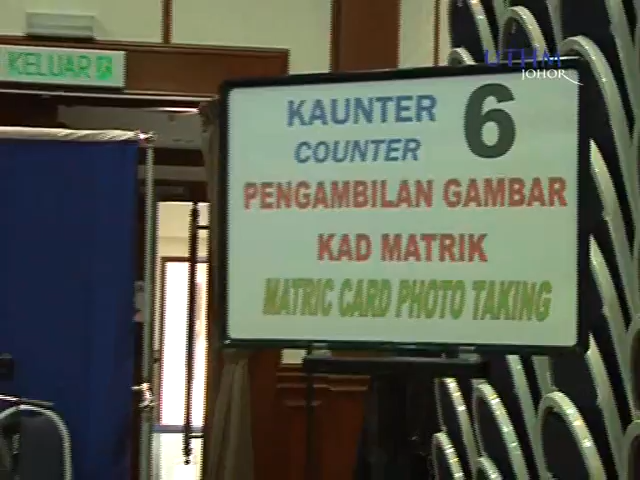 UTHM
JOHOR
KELUAR
KAUNTER 6
COUNTER
PENGAMBILAN GAMBAR
KAD MATRIK
MATRIC CARD PHOTO TAKING